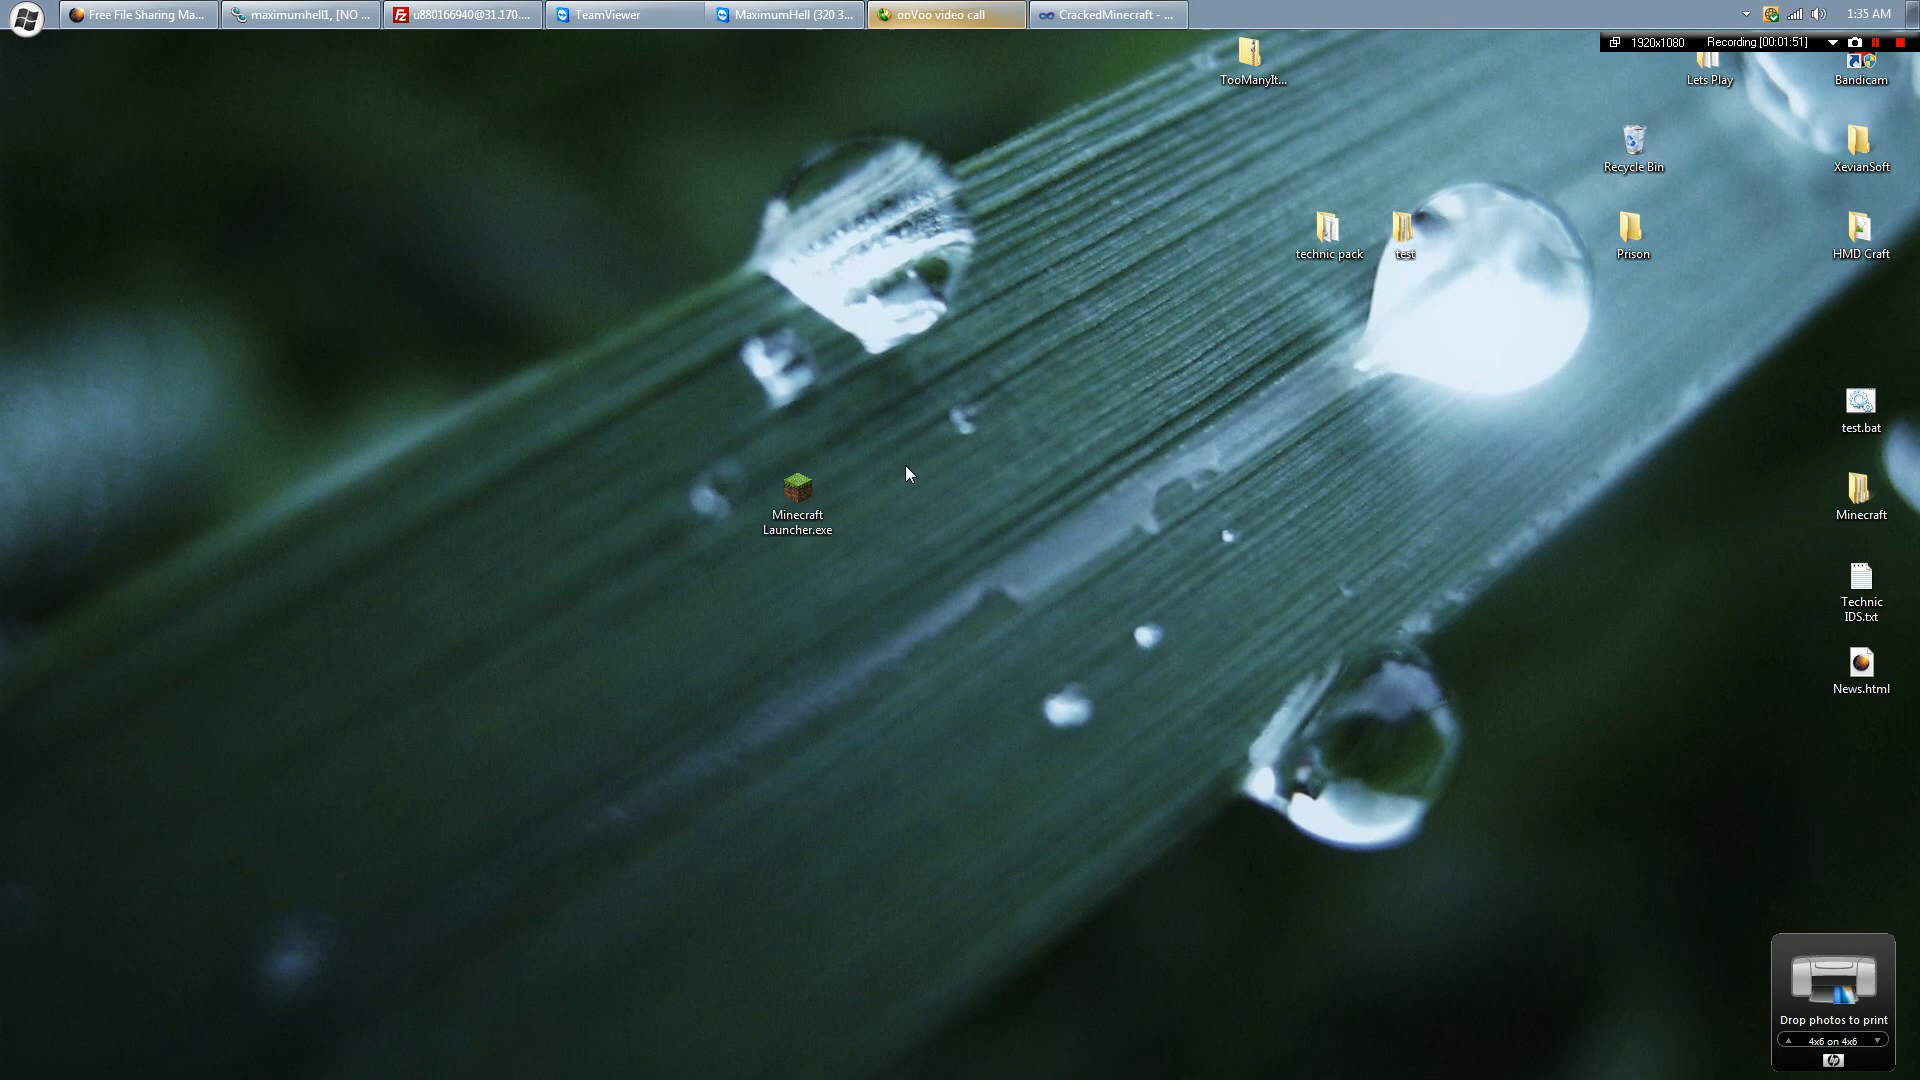 Free File Sharing Ma...
maximumhell1, [NO ...
u880166940@31.170....
TeamViewer
MaximumHell (320 3...
ooVoo video call
CrackedMinecraft - ...
1:35 AM
1920x1080
Recording [00:01:51]
TooManyIt...
Lets Play
Bandicam
Recycle Bin
XevianSoft
technic pack
test
Prison
HMD Craft
test.bat
Minecraft
Launcher.exe
Minecraft
Technic
IDS.txt
News.html
Drop photos to print
4x6 on 4x6
hp